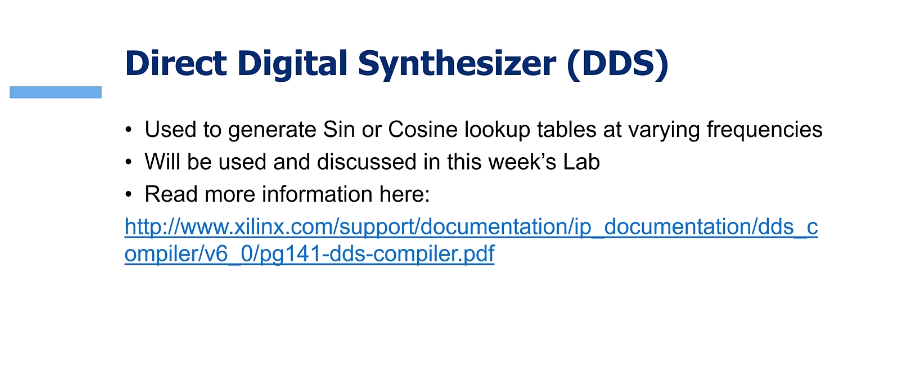 Direct Digital Synthesizer (DDS)
• Used to generate Sin or Cosine lookup tables at varying frequencies
• Will be used and discussed in this week’s Lab
• Read more information here:
http://www.xilinx.com/support/documentation/ip_documentation/dds_c
ompiler/v6_0/pg141-dds-compiler.pdf